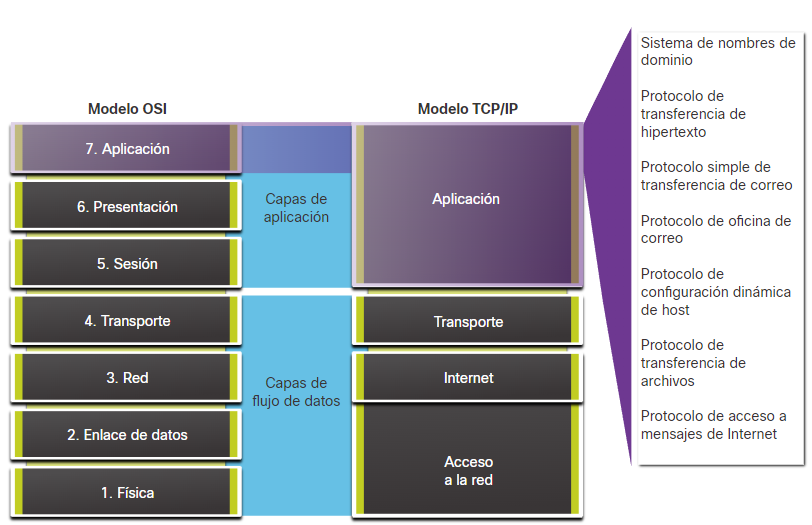 Modelo OSI
7. Aplicación
6. Presentación
5. Sesión
4. Transporte
3. Red
2. Enlace de datos
1. Física
Capas de
aplicación
Capas de
flujo de datos
Modelo TCP/IP
Aplicación
Transporte
Internet
Acceso
a la red
Sistema de nombres de
dominio
Protocolo de
transferencia de
hipertexto
Protocolo simple de
transferencia de correo
Protocolo de oficina de
correo
Protocolo de
configuración dinámica
de host
Protocolo de
transferencia de
archivos
Protocolo de acceso a
mensajes de Internet